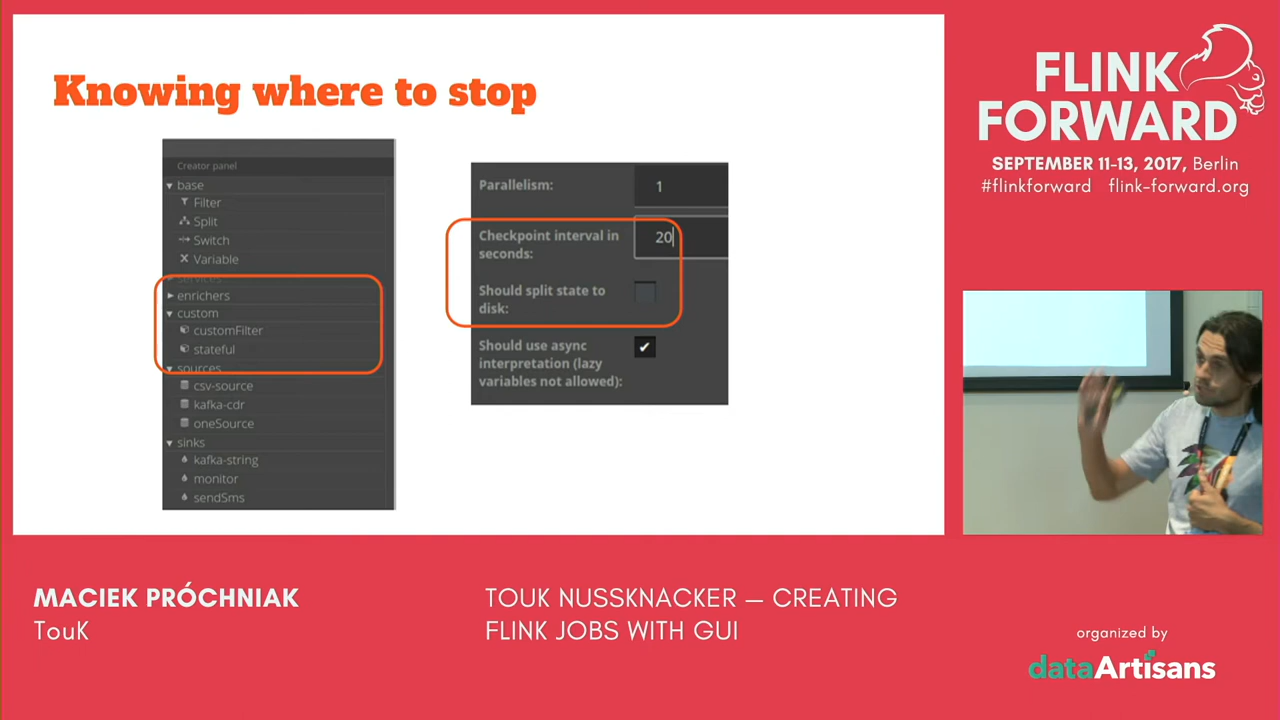 Knowing where to stop
Creator panel
base
Filter
Split
Switch
Variable
services
enrichers
custom
customFilter
stateful
sources
csv-source
kafka-cdr
oneSource
sinks
kafka-string
monitor
sendSms
Parallelism:
1
Checkpoint interval in
seconds:
20
Should split state to
disk:
Should use async
interpretation (lazy
variables not allowed):
FLINK
FORWARD
SEPTEMBER 11-13, 2017, Berlin
#flinkforward flink-forward.org
MACIEK PRÓCHNIAK
TouK
TOUK NUSSKNACKER — CREATING
FLINK JOBS WITH GUI
organized by
dataArtisans